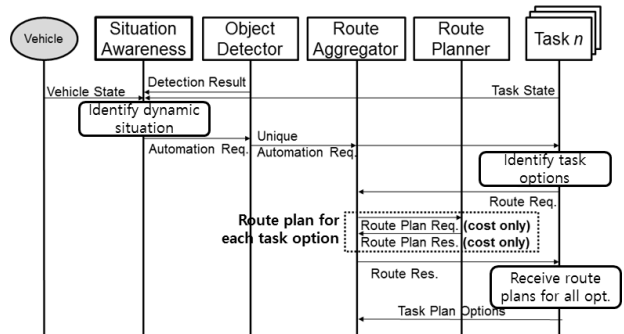 Vehicle
Situation
Awareness
Object
Detector
Route
Aggregator
Route
Planner
Task n
Detection Result
Vehicle State
Task State
Identify dynamic
situation
Unique
Automation Req.
Automation Req.
Identify task
options
Route Req.
Route plan for
each task option
Route Plan Req. (cost only)
Route Plan Res. (cost only)
Route Res.
Receive route
plans for all opt.
Task Plan Options